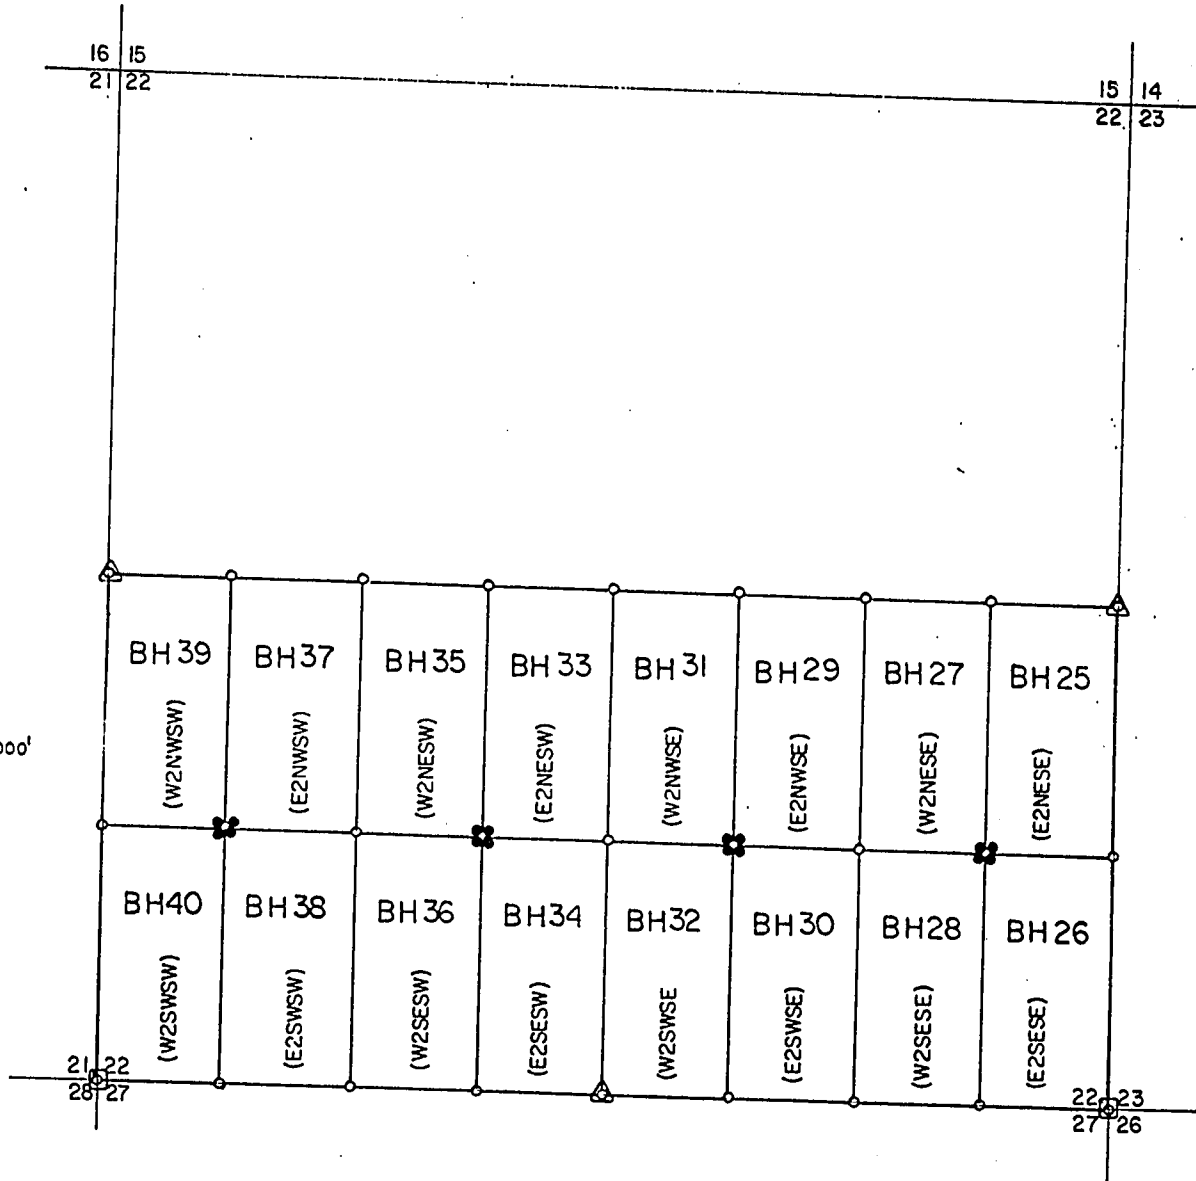 16 15
21 22
15 14
22 23
BH 39
BH 37
BH 35
BH 33
BH 31
BH 29
BH 27
BH 25
(W2NWSW)
(E2NWSW)
(W2NESW)
(E2NESW)
(W2NWSE)
(E2NWSE)
(W2NESE)
(E2NESE)
000'
BH40
BH 38
BH 36
BH 34
BH 32
BH 30
BH 28
BH 26
(W2SWSW)
(E2SWSW)
(W2SESW)
(E2SESW)
(W2SWSE
(E2SWSE)
(W2SESE)
(E2SESE)
21 22
28 27
22 23
27 26